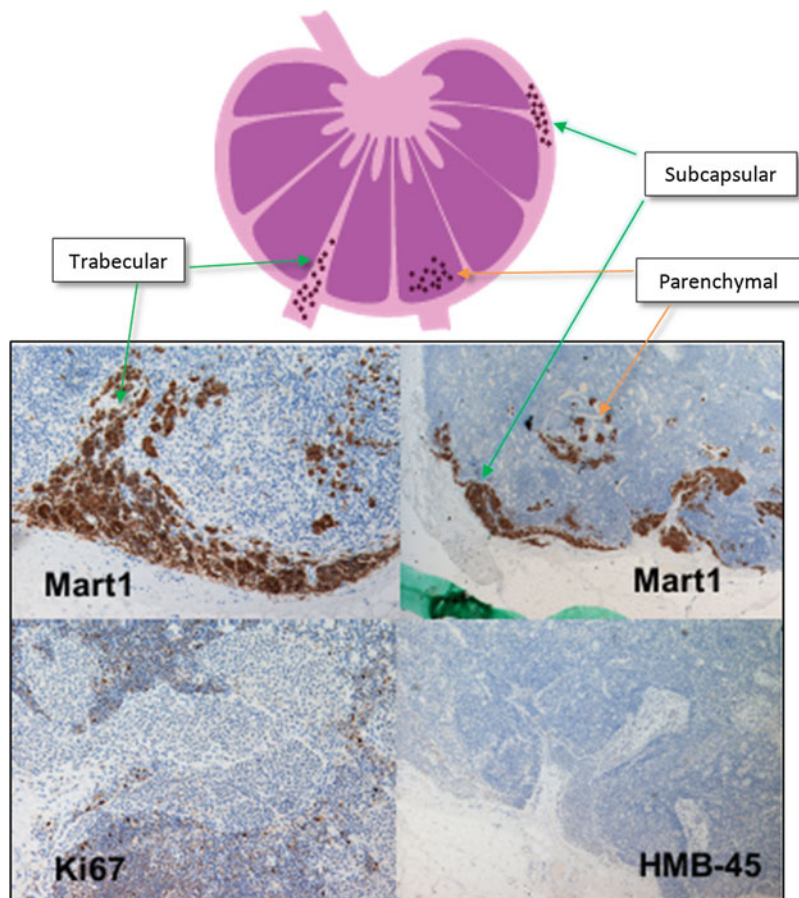 Subcapsular
Trabecular
Parenchymal
Mart1
Mart1
Ki67
HMB-45